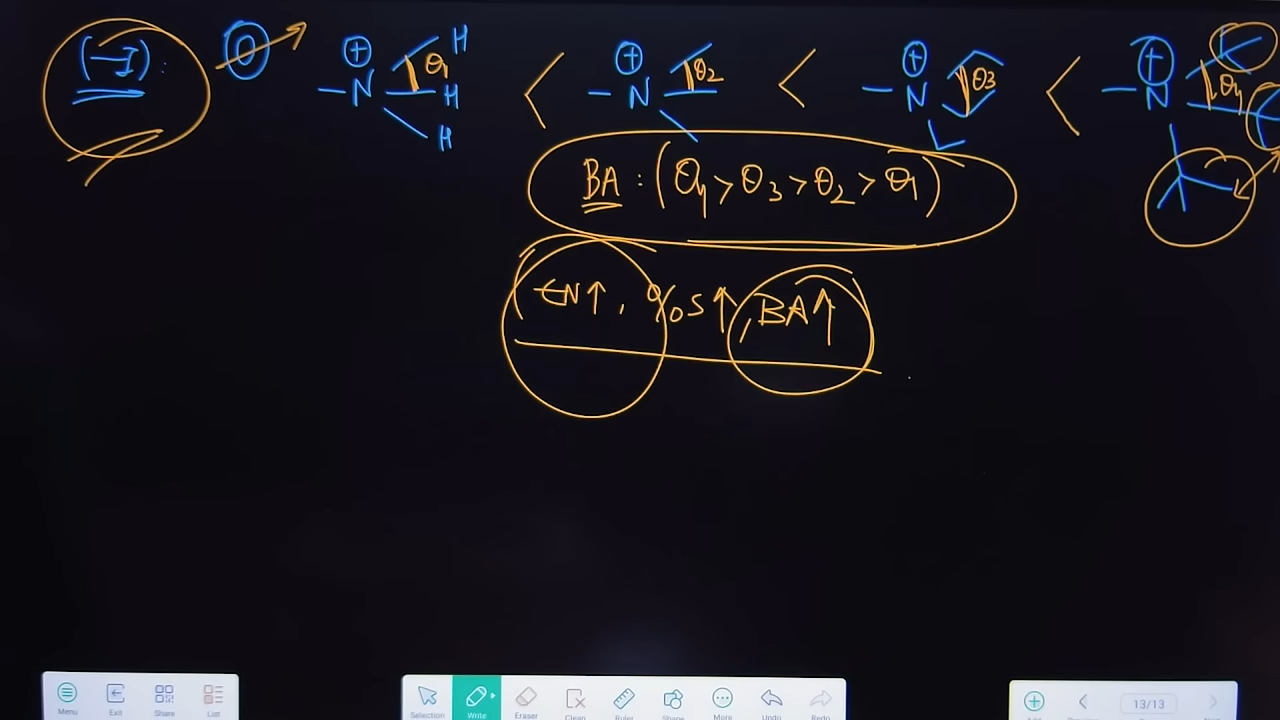 (-I) :
⊕ -N H θ1 H H < ⊕ -N θ2 < ⊕ -N θ3 < ⊕ -N θ4
BA : (θ4 > θ3 > θ2 > θ1)
EN↑, %s↑, BA↑
Menu Exit Share List Selection Write Eraser Clean Ruler Shape More Undo Redo 13/13